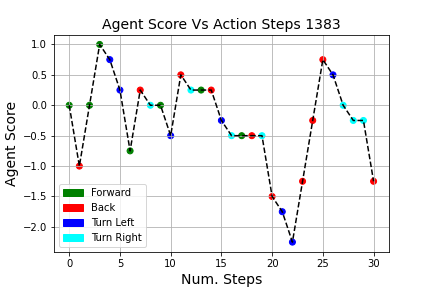 Agent Score Vs Action Steps 1383
Agent Score
1.0
0.5
0.0
−0.5
−1.0
−1.5
−2.0
Forward
Back
Turn Left
Turn Right
0 5 10 15 20 25 30
Num. Steps